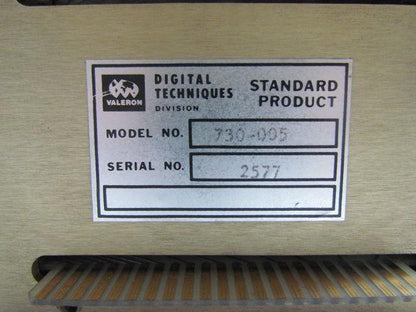 VALERON
DIGITAL
TECHNIQUES
DIVISION
STANDARD
PRODUCT
MODEL NO. 730-005
SERIAL NO. 2577